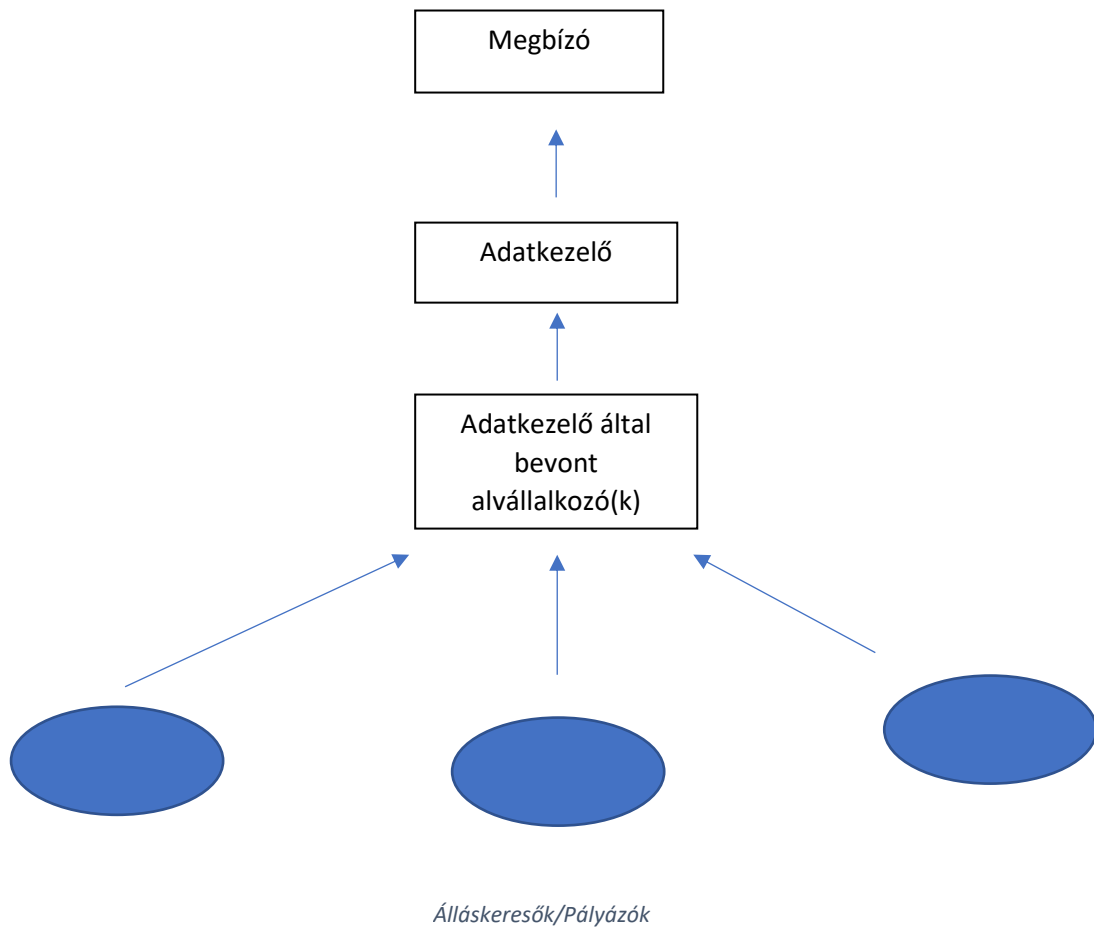 Megbízó
Adatkezelő
Adatkezelő által
bevont
alvállalkozó(k)
Álláskeresők/Pályázók